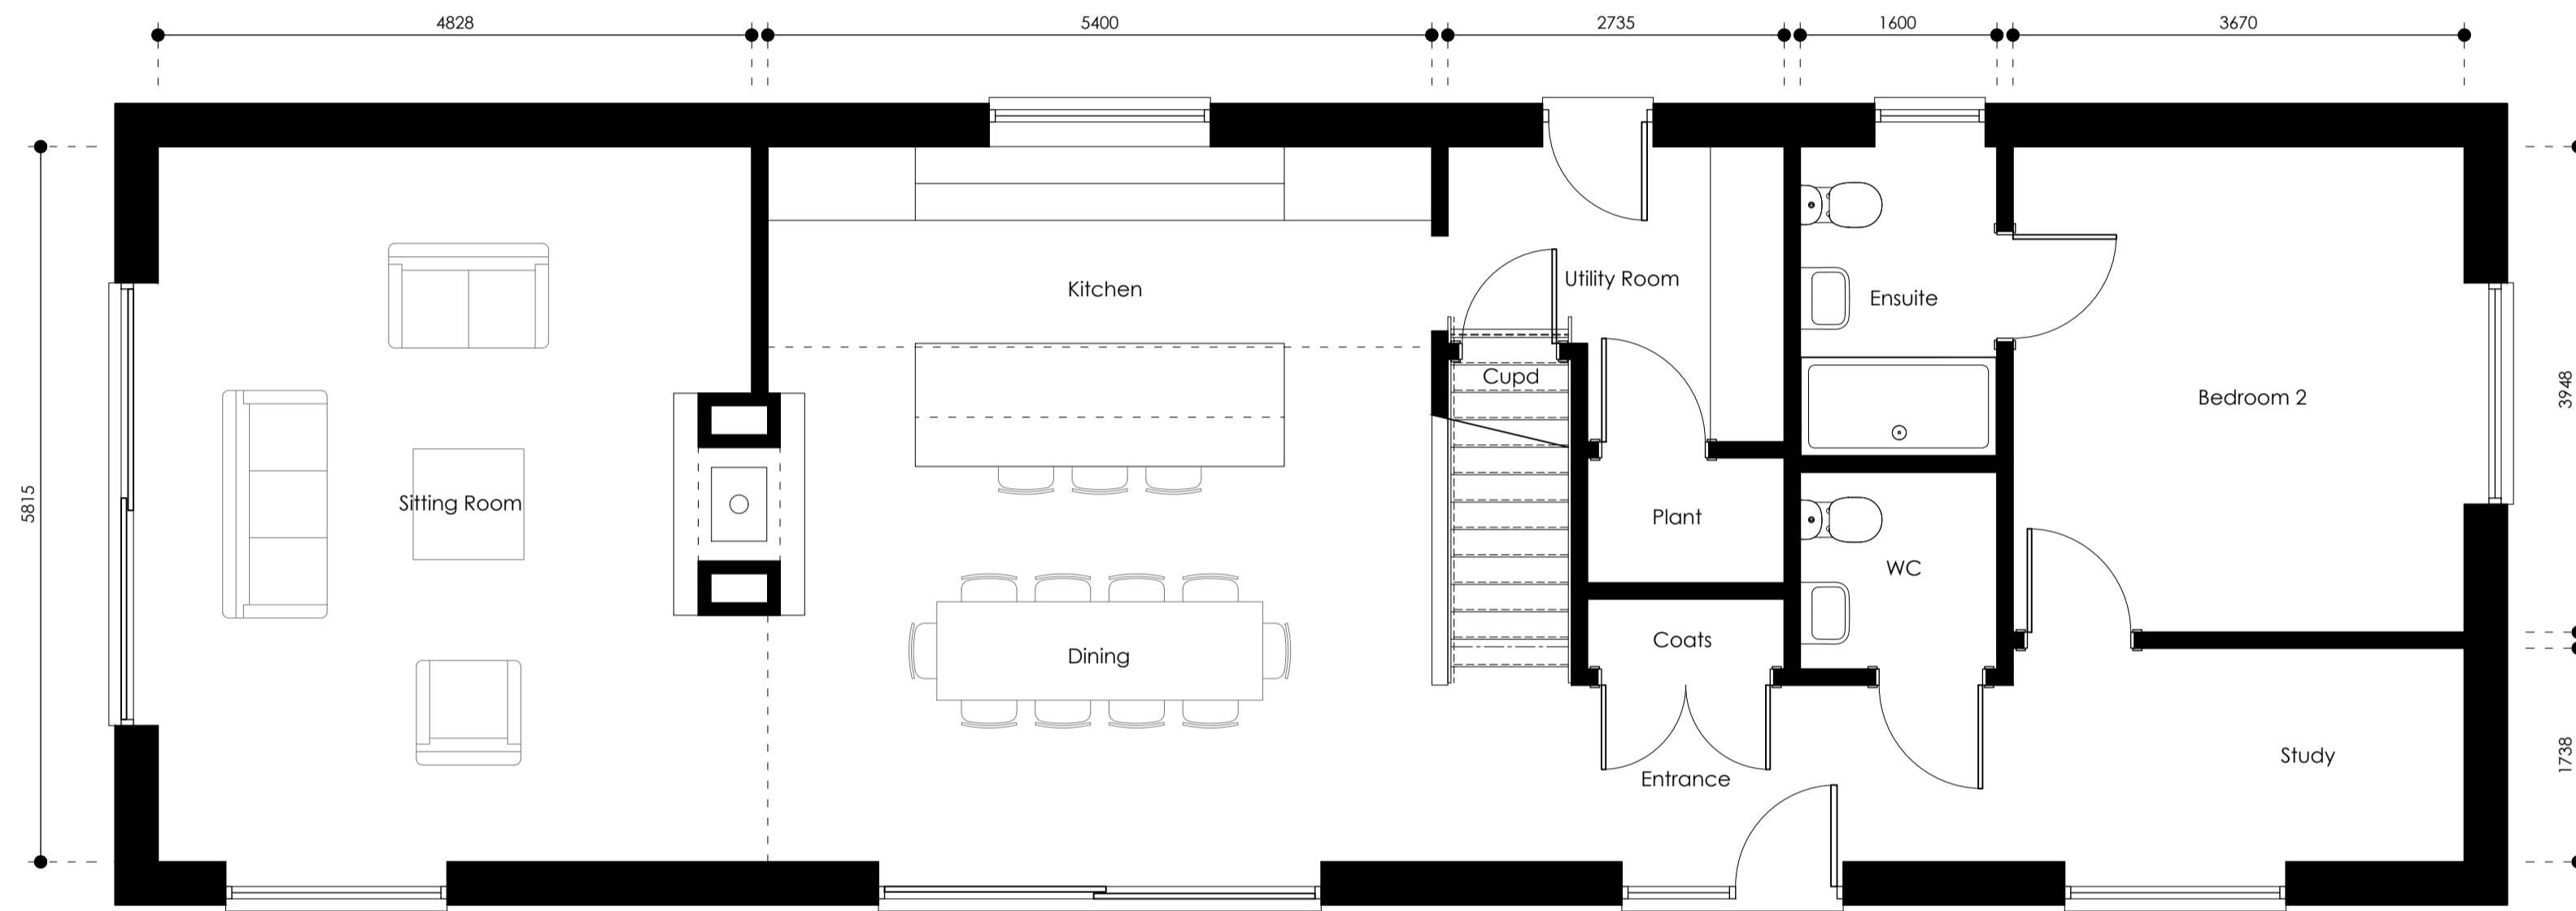 4828
5400
2735
1600
3670
Kitchen
Utility Room
Ensuite
Cupd
Bedroom 2
3948
Sitting Room
5815
Plant
WC
Coats
Dining
Study
1738
Entrance